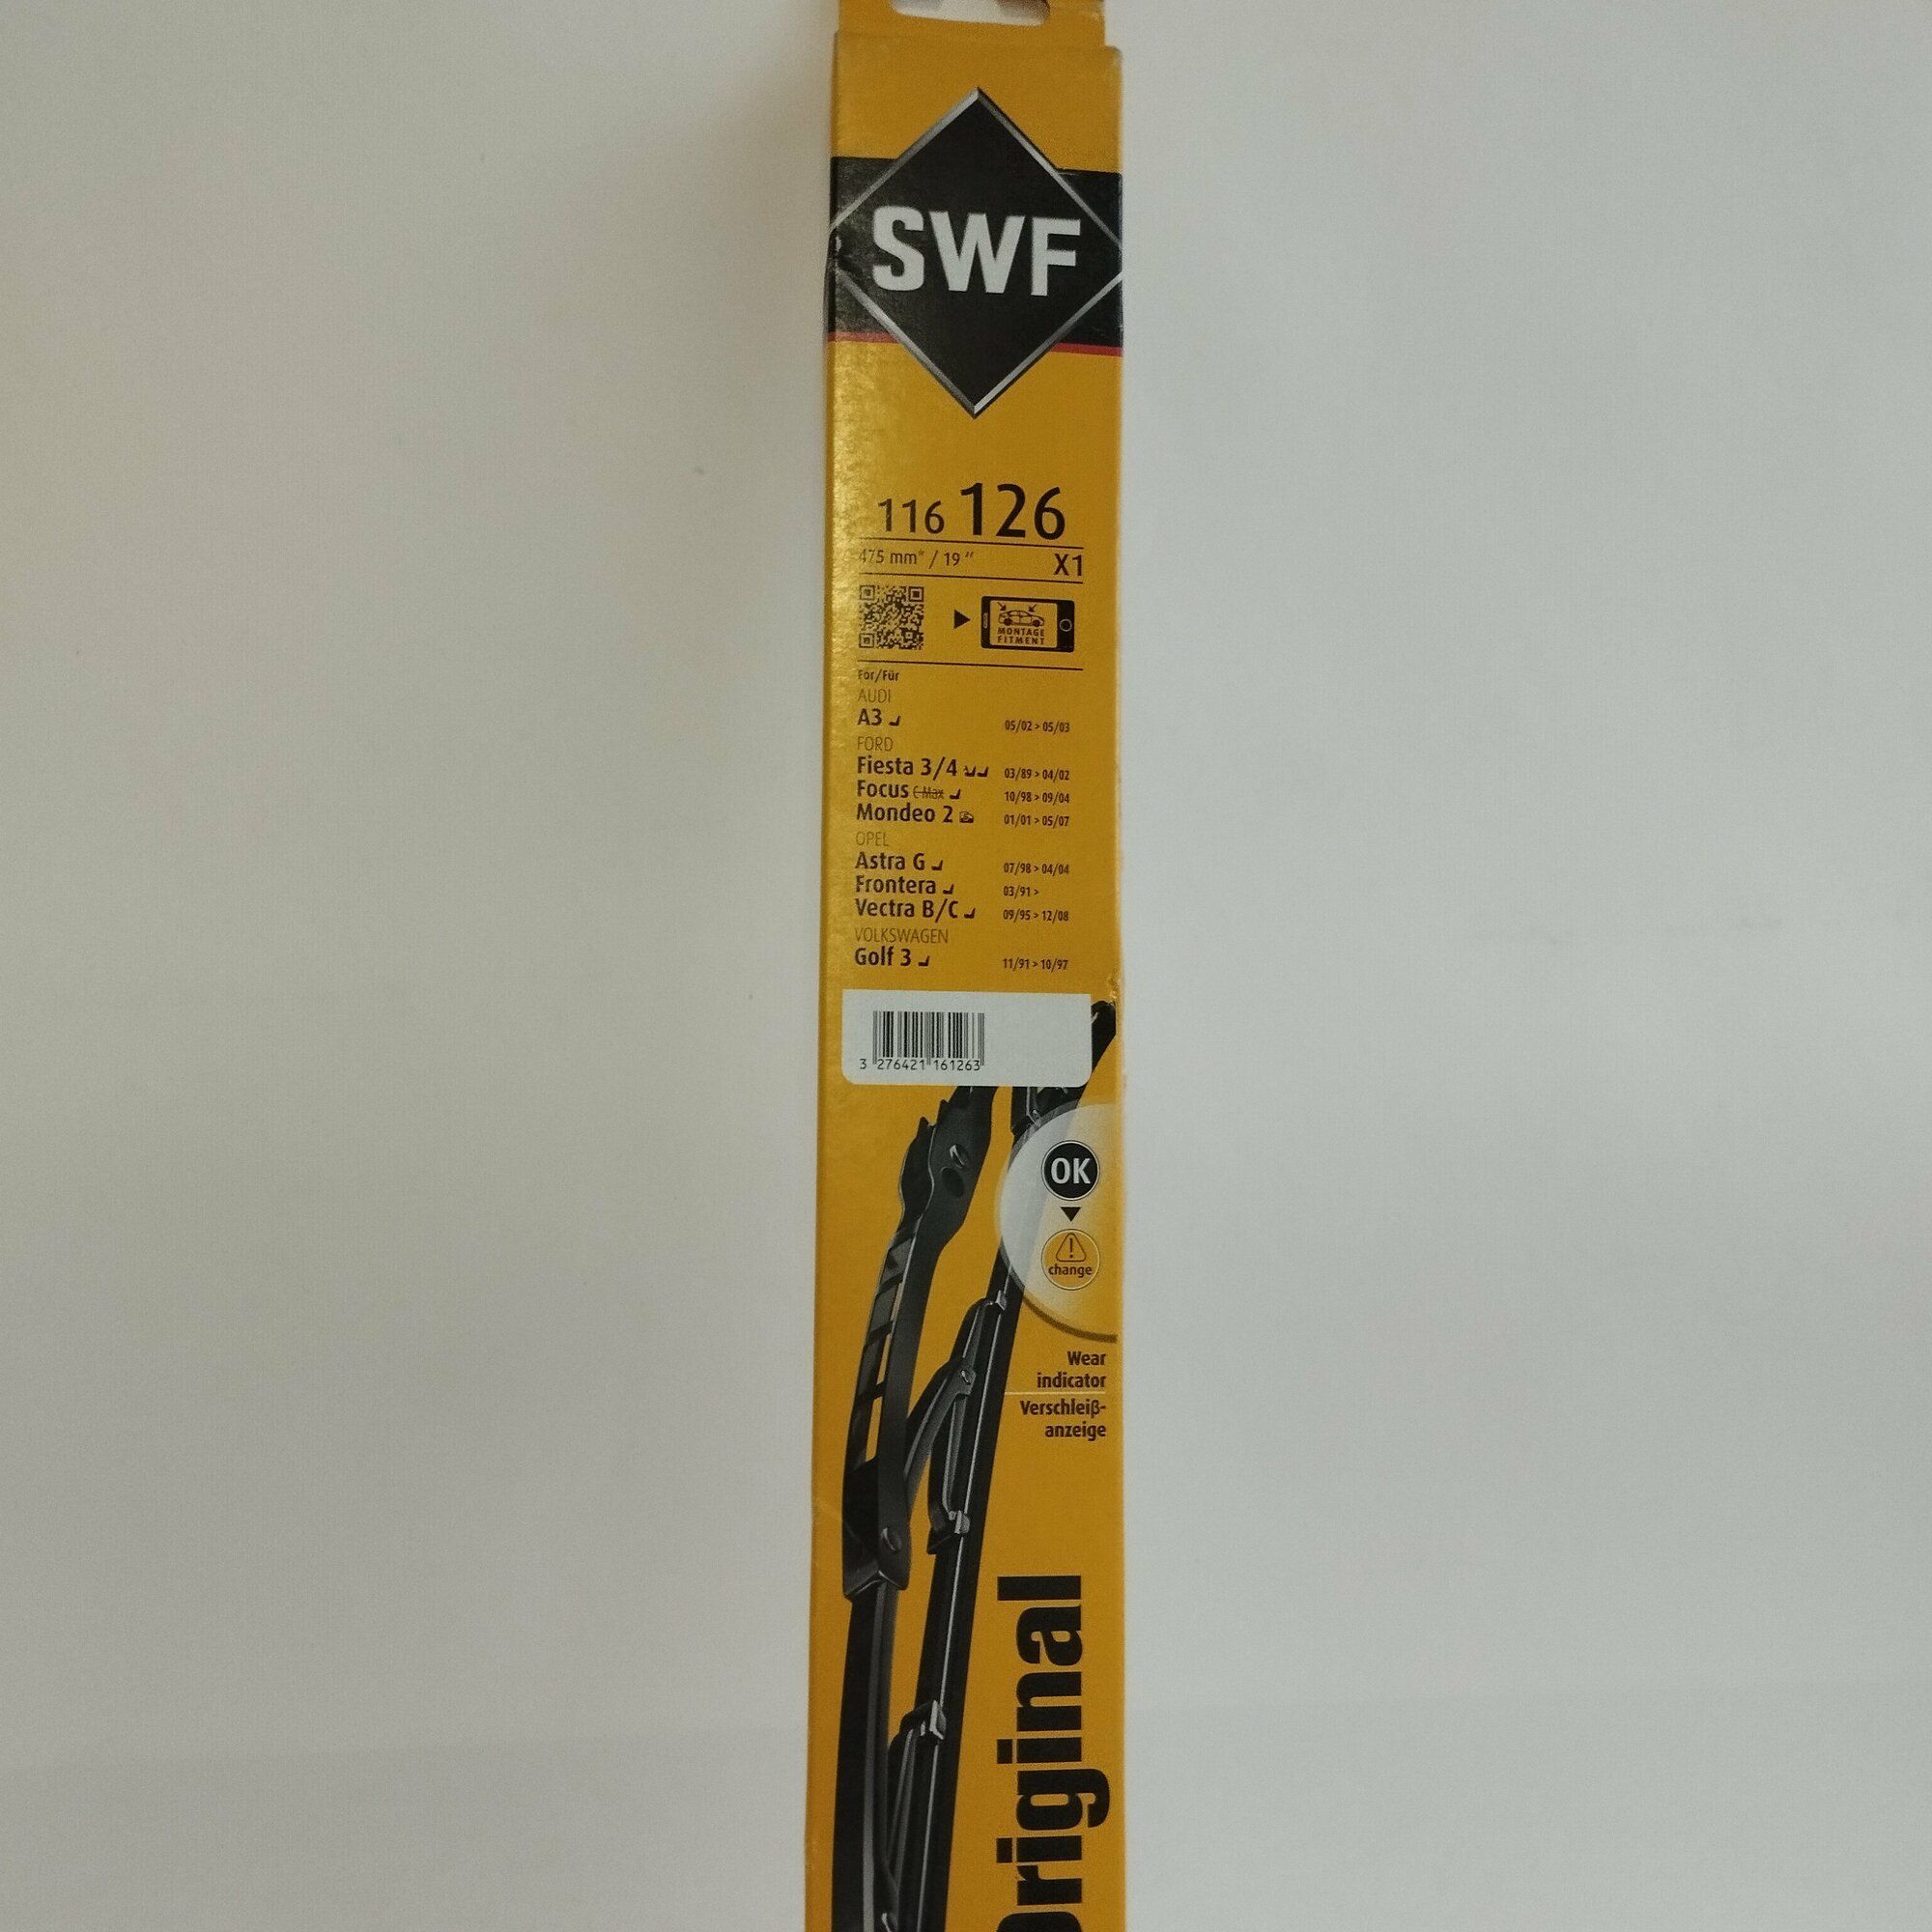 SWF
116 126
475 mm* / 19 “ X1
MONTAGE
FITMENT
For/Für
AUDI
A3 05/02 > 05/03
FORD
Fiesta 3/4 03/89 > 04/02
Focus C-Max 10/98 > 09/04
Mondeo 2 01/01 > 05/07
OPEL
Astra G 07/98 > 04/04
Frontera 03/91 >
Vectra B/C 09/95 > 12/08
VOLKSWAGEN
Golf 3 11/91 > 10/97
3 276421 161263
OK
change
Wear
indicator
Verschleiß-
anzeige
original